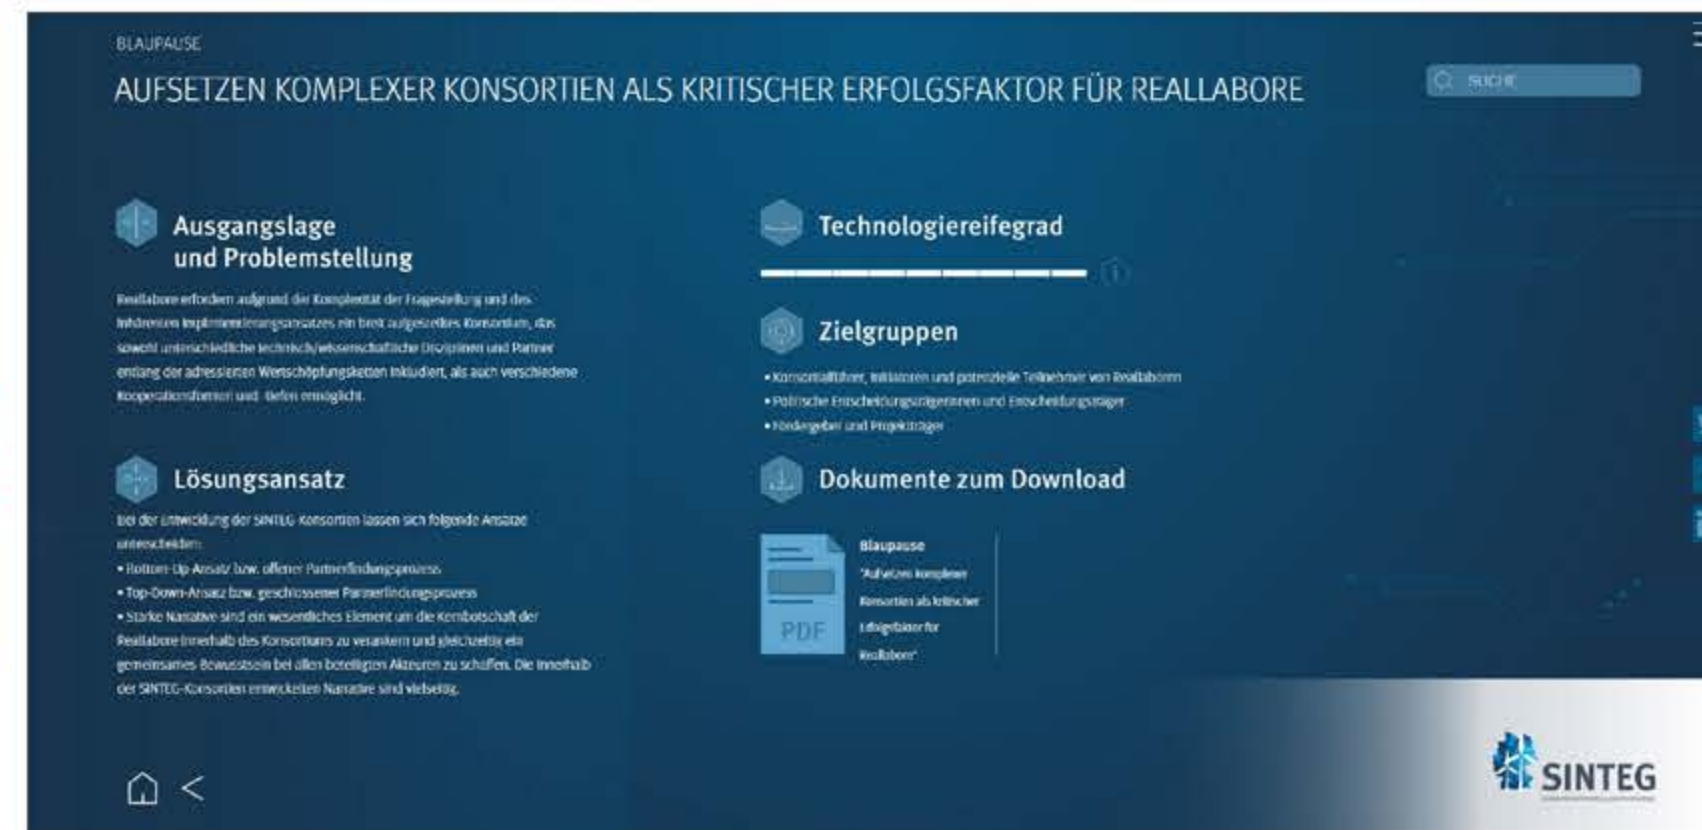 BLAUPAUSE
AUFSETZEN KOMPLEXER KONSORTIEN ALS KRITISCHER ERFOLGSFAKTOR FÜR REALLABORE
SUCHE
Ausgangslage
und Problemstellung
Reallabore erfordern aufgrund der Komplexität der Fragestellung und des
inhärenten Implementierungsansatzes ein breit aufgestelltes Konsortium, das
sowohl unterschiedliche technisch/wissenschaftliche Disziplinen und Partner
entlang der adressierten Wertschöpfungsketten inkludiert, als auch verschiedene
Kooperationsformen und -tiefen ermöglicht.
Lösungsansatz
Bei der Entwicklung der SINTEG-Konsortien lassen sich folgende Ansätze
unterscheiden:
• Bottom-Up-Ansatz bzw. offener Partnerfindungsprozess
• Top-Down-Ansatz bzw. geschlossener Partnerfindungsprozess
• Starke Narrative sind ein wesentliches Element um die Kernbotschaft der
Reallabore innerhalb des Konsortiums zu verankern und gleichzeitig ein
gemeinsames Bewusstsein bei allen beteiligten Akteuren zu schaffen. Die innerhalb
der SINTEG-Konsortien entwickelten Narrative sind vielseitig.
Technologiereifegrad
Zielgruppen
• Konsortialführer, Initiatoren und potenzielle Teilnehmer von Reallaboren
• Politische Entscheidungsträgerinnen und Entscheidungsträger
• Fördergeber und Projektträger
Dokumente zum Download
PDF
Blaupause
"Aufsetzen komplexer
Konsortien als kritischer
Erfolgsfaktor für
Reallabore"
SINTEG